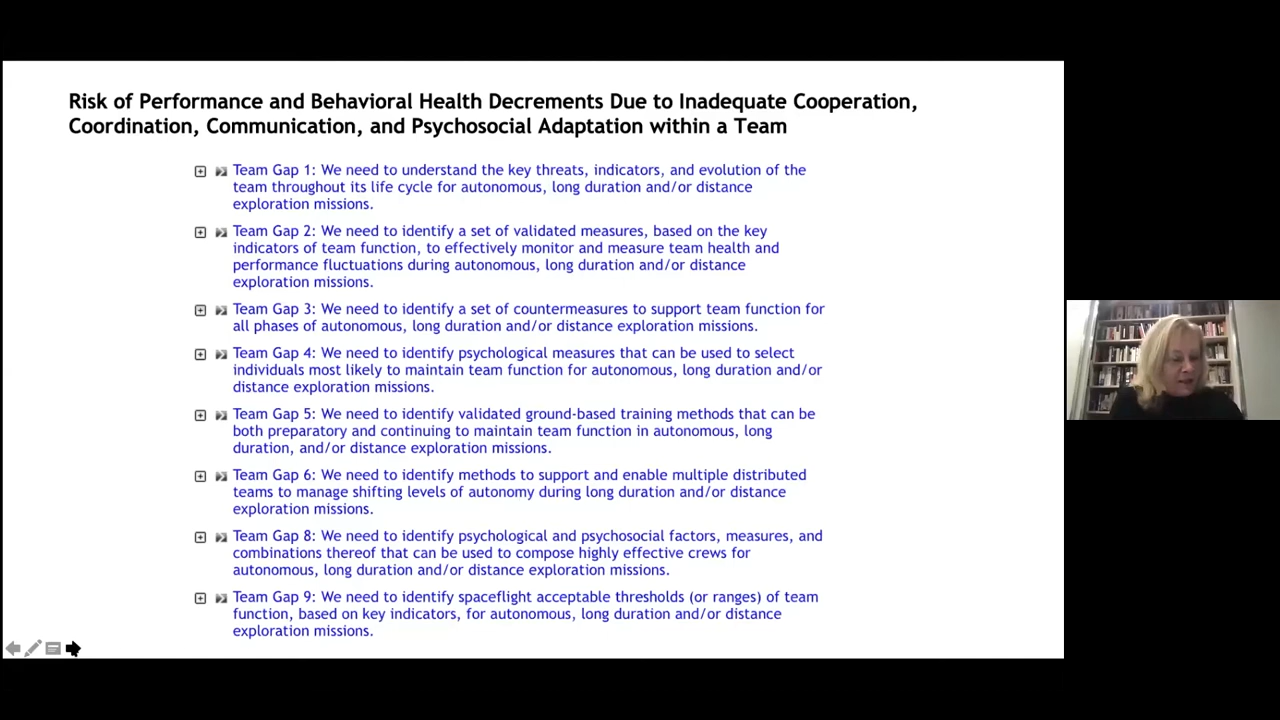 Risk of Performance and Behavioral Health Decrements Due to Inadequate Cooperation,
Coordination, Communication, and Psychosocial Adaptation within a Team
Team Gap 1: We need to understand the key threats, indicators, and evolution of the
team throughout its life cycle for autonomous, long duration and/or distance
exploration missions.
Team Gap 2: We need to identify a set of validated measures, based on the key
indicators of team function, to effectively monitor and measure team health and
performance fluctuations during autonomous, long duration and/or distance
exploration missions.
Team Gap 3: We need to identify a set of countermeasures to support team function for
all phases of autonomous, long duration and/or distance exploration missions.
Team Gap 4: We need to identify psychological measures that can be used to select
individuals most likely to maintain team function for autonomous, long duration and/or
distance exploration missions.
Team Gap 5: We need to identify validated ground-based training methods that can be
both preparatory and continuing to maintain team function in autonomous, long
duration, and/or distance exploration missions.
Team Gap 6: We need to identify methods to support and enable multiple distributed
teams to manage shifting levels of autonomy during long duration and/or distance
exploration missions.
Team Gap 8: We need to identify psychological and psychosocial factors, measures, and
combinations thereof that can be used to compose highly effective crews for
autonomous, long duration and/or distance exploration missions.
Team Gap 9: We need to identify spaceflight acceptable thresholds (or ranges) of team
function, based on key indicators, for autonomous, long duration and/or distance
exploration missions.